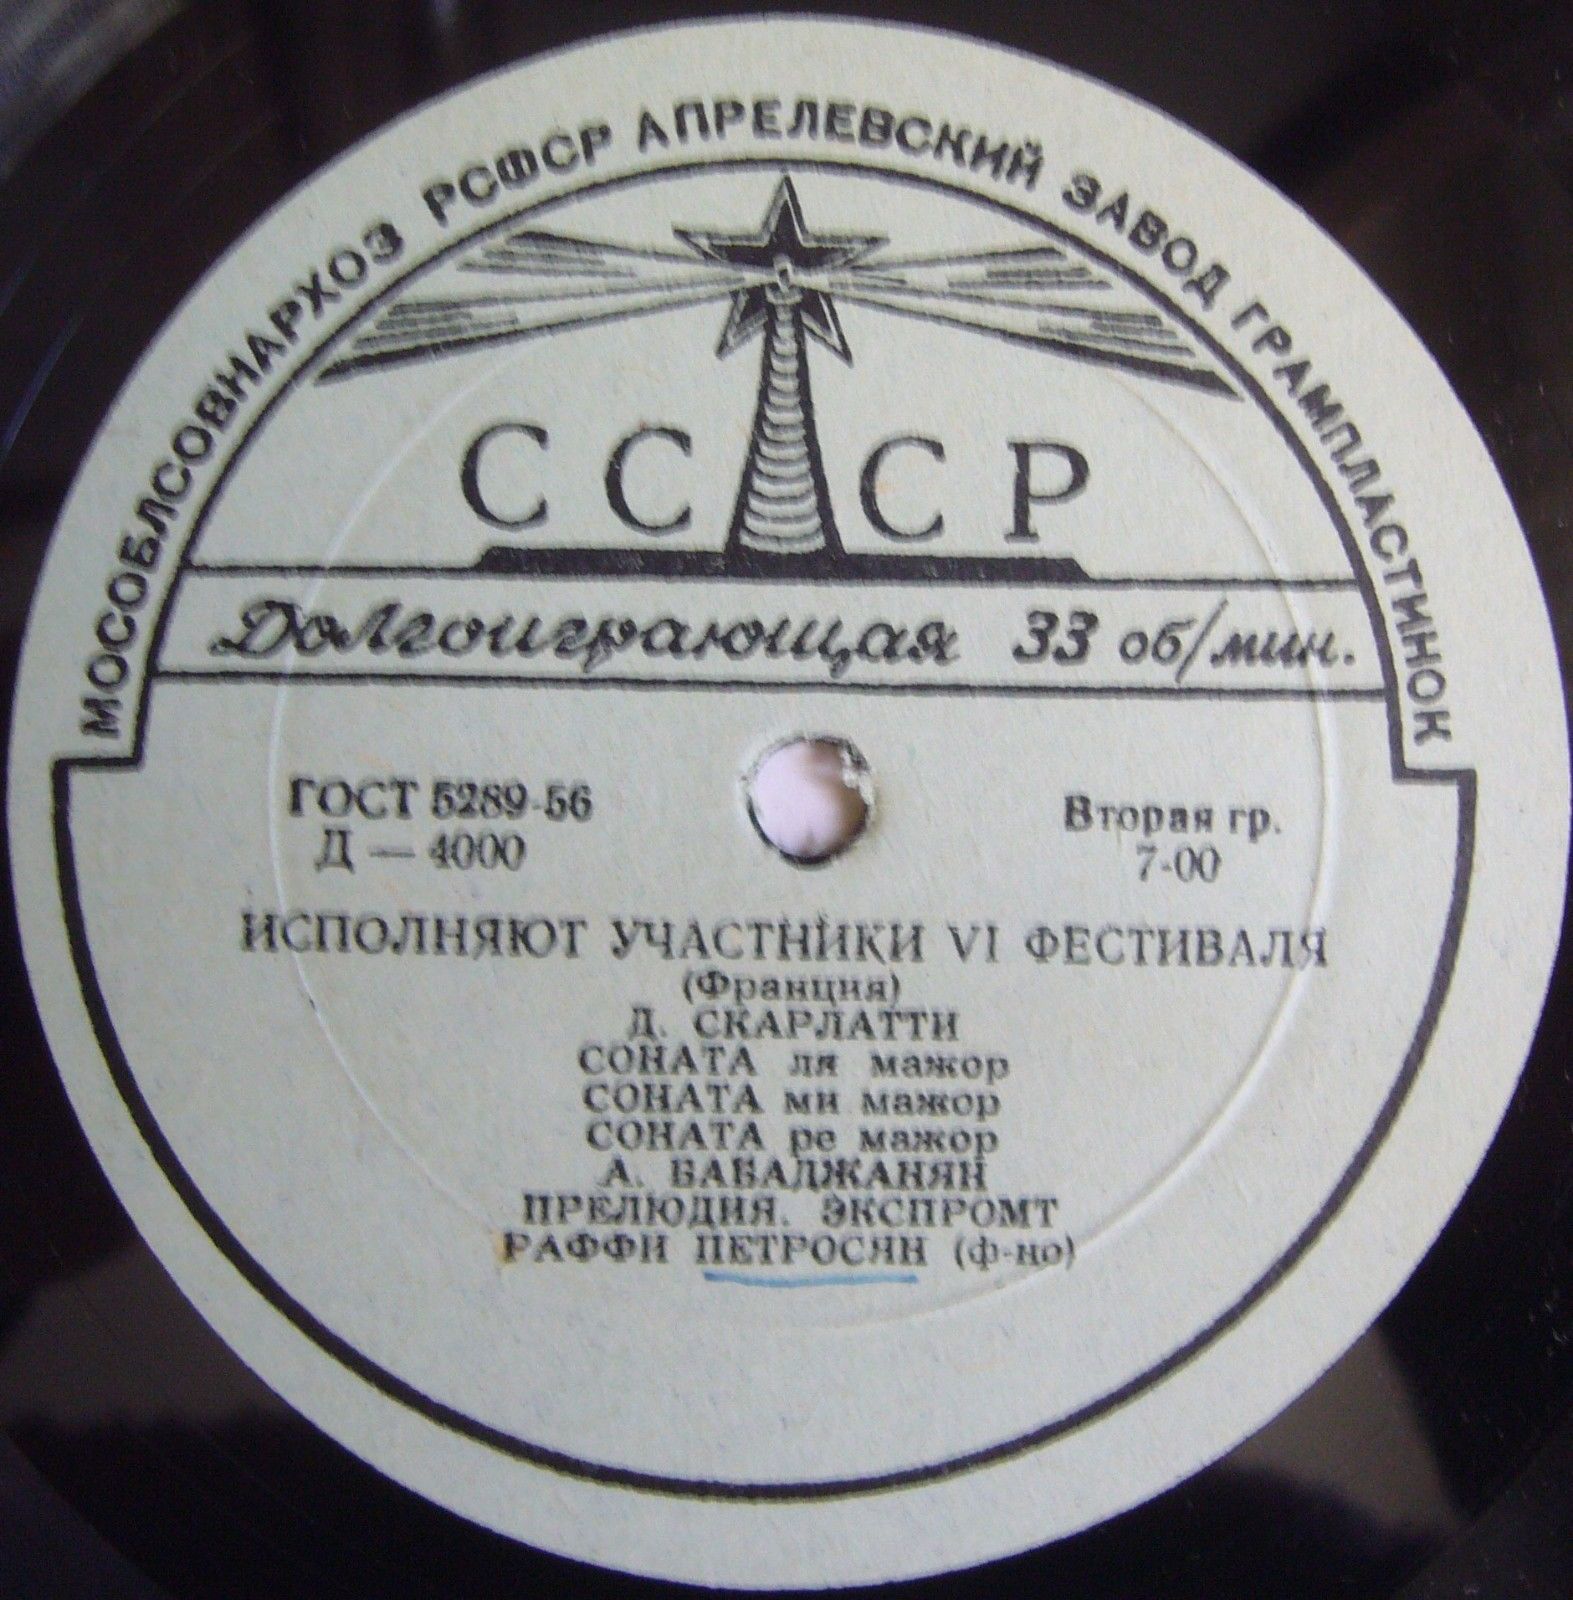 МОСОБЛСОВНАРХОЗ РСФСР АПРЕЛЕВСКИЙ ЗАВОД ГРАМПЛАСТИНОК
СССР
Долгоиграющая 33 об/мин.
ГОСТ 5289-56
Д — 4000
Вторая гр.
7-00
ИСПОЛНЯЮТ УЧАСТНИКИ VI ФЕСТИВАЛЯ
(Франция)
Д. СКАРЛАТТИ
СОНАТА ля мажор
СОНАТА ми мажор
СОНАТА ре мажор
А. БАБАДЖАНЯН
ПРЕЛЮДИЯ. ЭКСПРОМТ
РАФФИ ПЕТРОСЯН (ф-но)